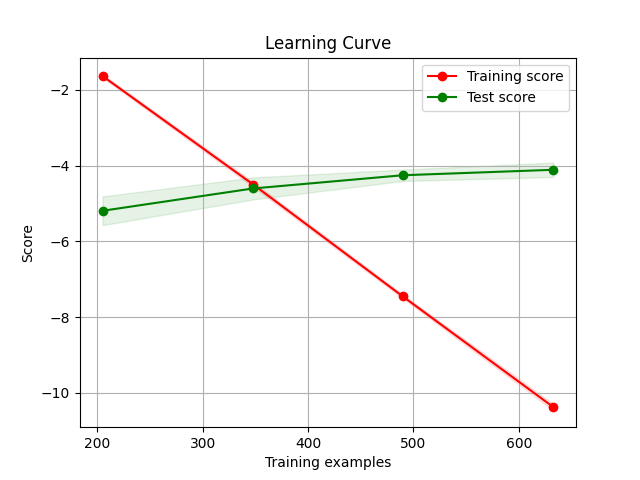 Learning Curve
Training score
Test score
−2
−4
−6
−8
−10
Score
200
300
400
500
600
Training examples